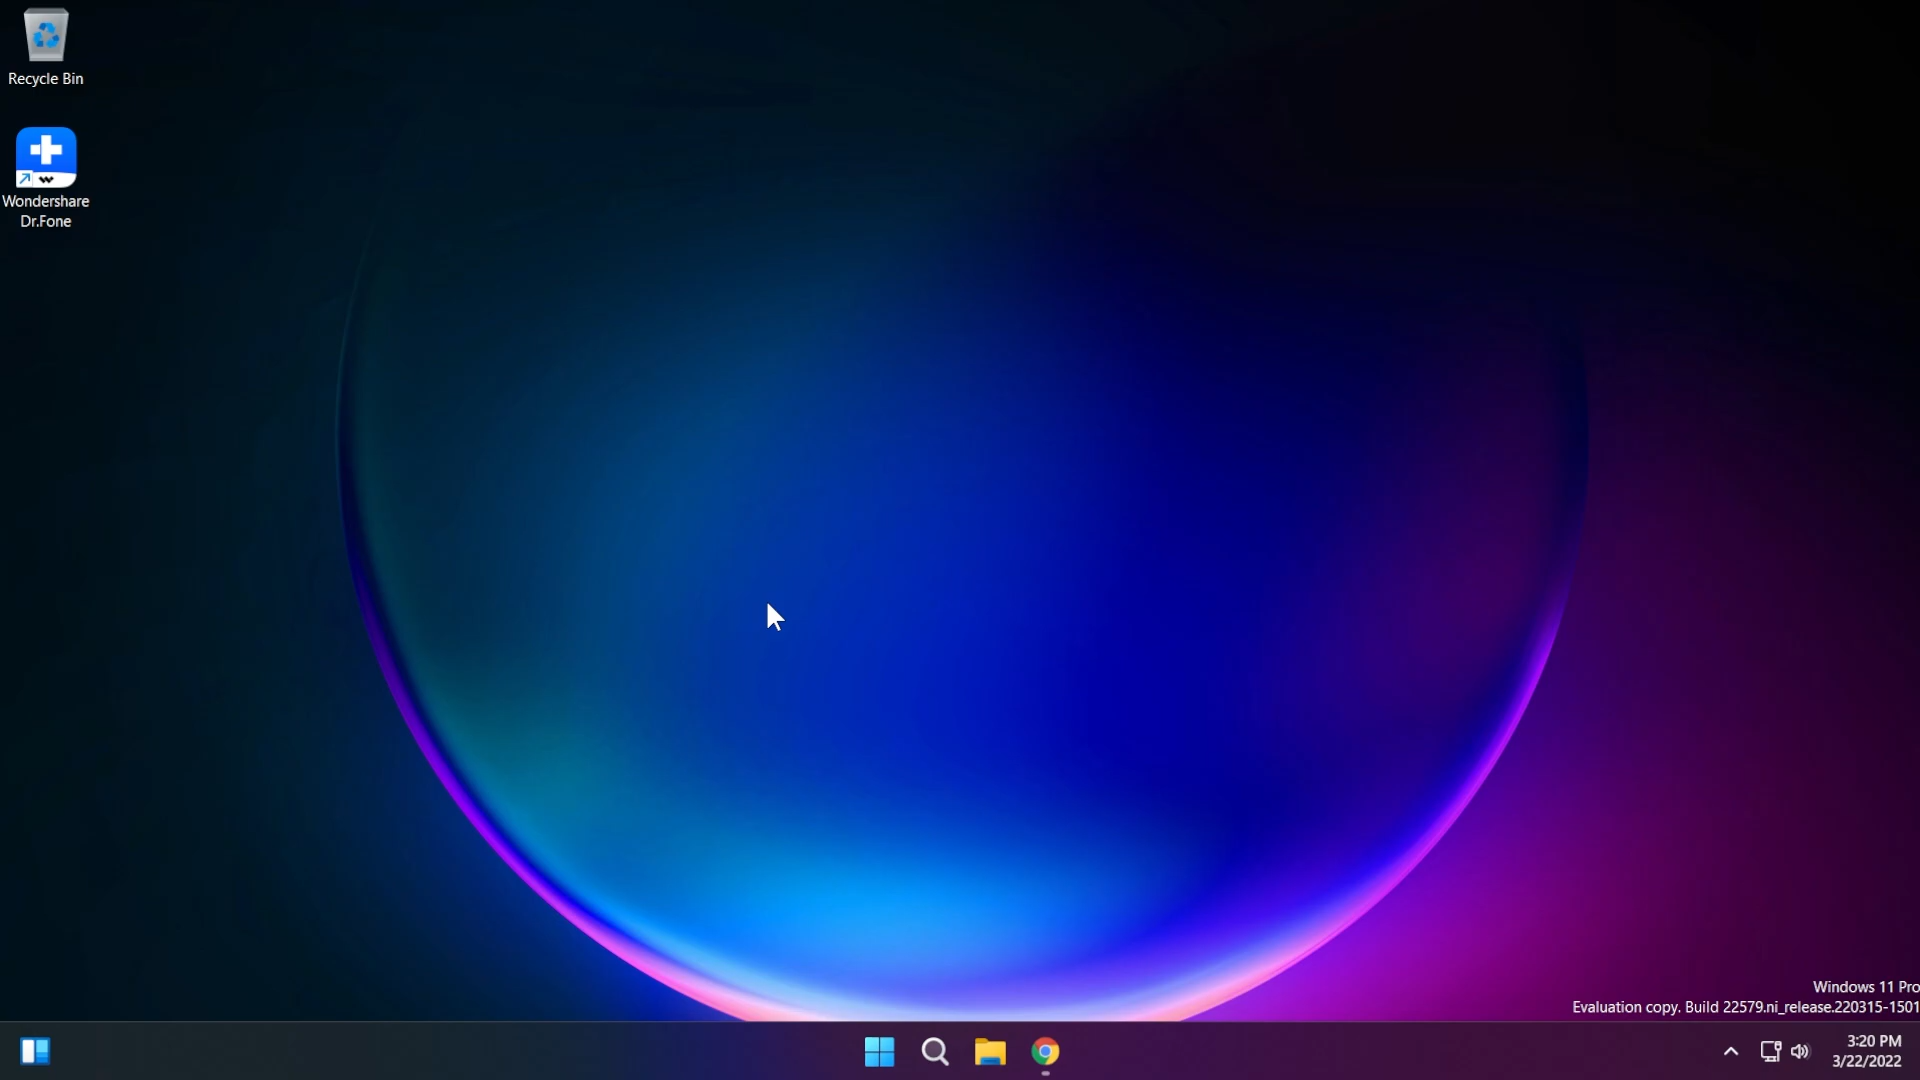 Recycle Bin
Wondershare
Dr.Fone
Windows 11 Pro
Evaluation copy. Build 22579.ni_release.220315-1501
3:20 PM
3/22/2022